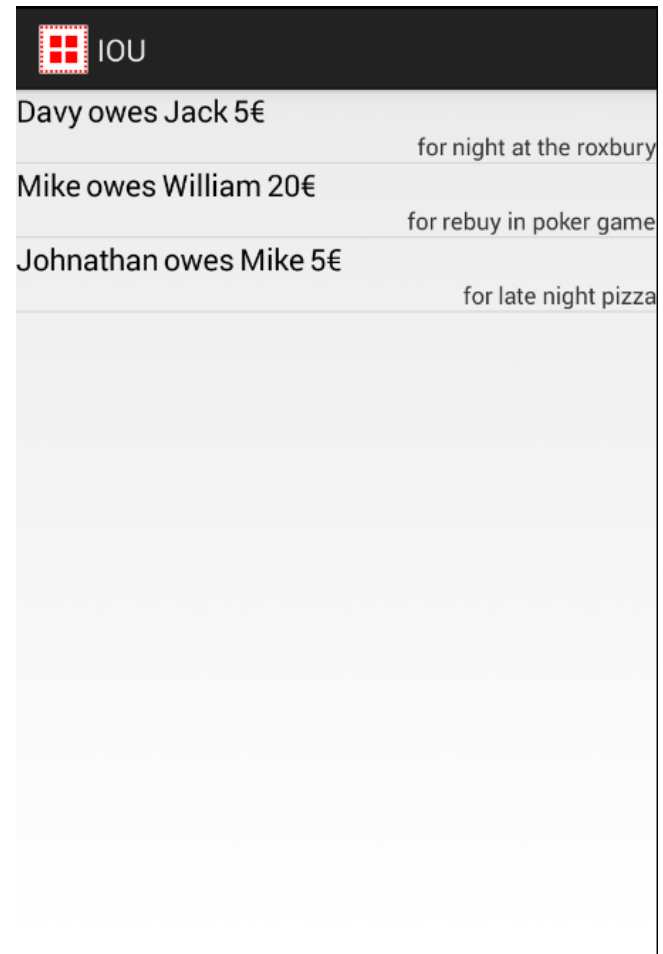 IOU
Davy owes Jack 5€
for night at the roxbury
Mike owes William 20€
for rebuy in poker game
Johnathan owes Mike 5€
for late night pizza